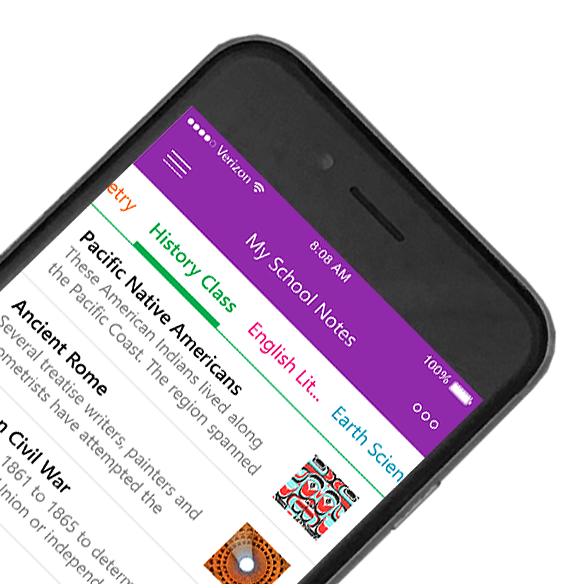 Verizon
8:08 AM
100%
My School Notes
etry
History Class
English Lit...
Earth Scien
Pacific Native Americans
These American Indians lived along
the Pacific Coast. The region spanned
Ancient Rome
Several treatise writers, painters and
ometrists have attempted the
n Civil War
1861 to 1865 to determ
Union or independ